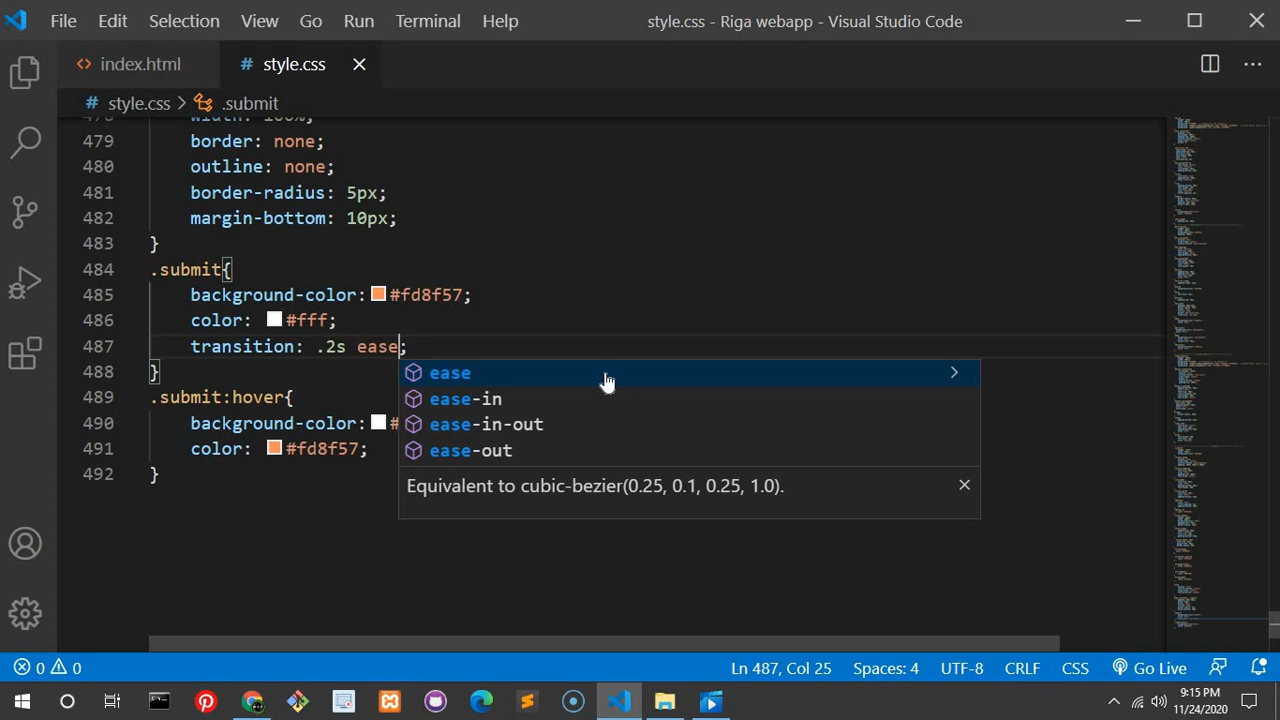 File Edit Selection View Go Run Terminal Help style.css - Riga webapp - Visual Studio Code
<> index.html # style.css
# style.css > .submit
width: 100%;
479 border: none;
480 outline: none;
481 border-radius: 5px;
482 margin-bottom: 10px;
483 }
484 .submit{
485 background-color: #fd8f57;
486 color: #fff;
487 transition: .2s ease;
488 }
489 .submit:hover{
490 background-color: #
491 color: #fd8f57;
492 }
ease
ease-in
ease-in-out
ease-out
Equivalent to cubic-bezier(0.25, 0.1, 0.25, 1.0).
0 0 Ln 487, Col 25 Spaces: 4 UTF-8 CRLF CSS Go Live
9:15 PM
11/24/2020